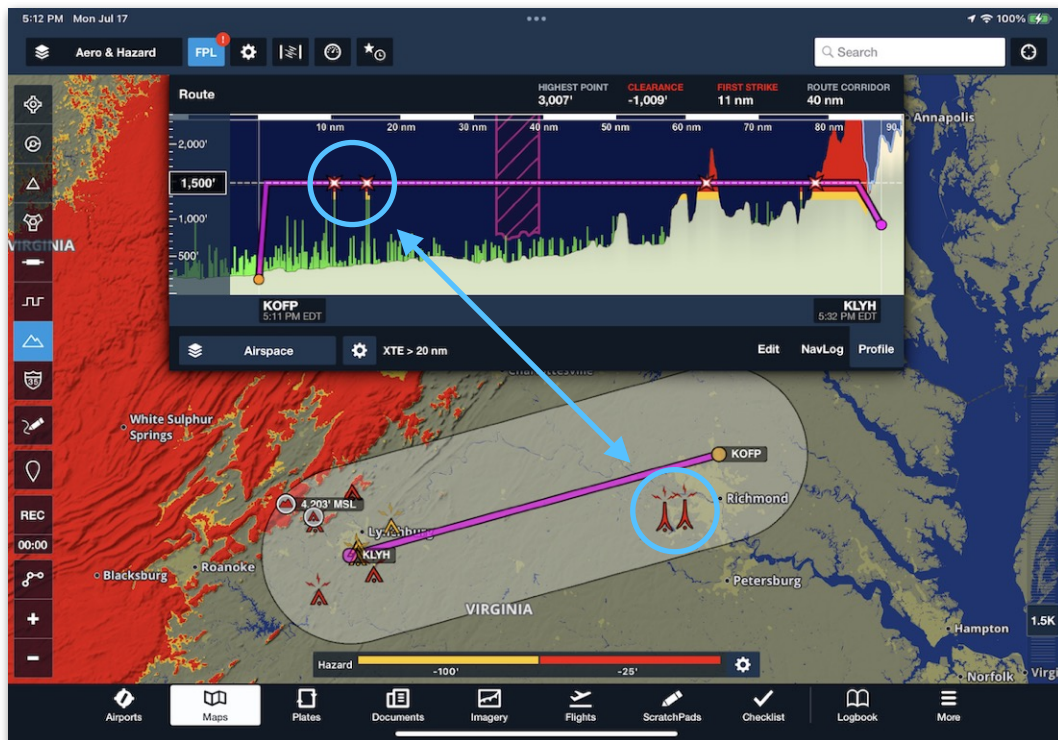 5:12 PM Mon Jul 17
100%
Aero & Hazard
FPL
!
Search
Route
HIGHEST POINT
3,007'
CLEARANCE
-1,009'
FIRST STRIKE
11 nm
ROUTE CORRIDOR
40 nm
10 nm 20 nm 30 nm 40 nm 50 nm 60 nm 70 nm 80 nm 90
2,000'
1,500'
1,000'
500'
KOFP
5:11 PM EDT
KLYH
5:32 PM EDT
Airspace
XTE > 20 nm
Edit
NavLog
Profile
Annapolis
VIRGINIA
35
Charlottesville
White Sulphur
Springs
KOFP
4,203' MSL
Richmond
REC
00:00
Lynchburg
KLYH
Roanoke
Blacksburg
Petersburg
VIRGINIA
1.5K
Hampton
Hazard
-100'
-25'
Norfolk
Virgi
Airports
Maps
Plates
Documents
Imagery
Flights
ScratchPads
Checklist
Logbook
More